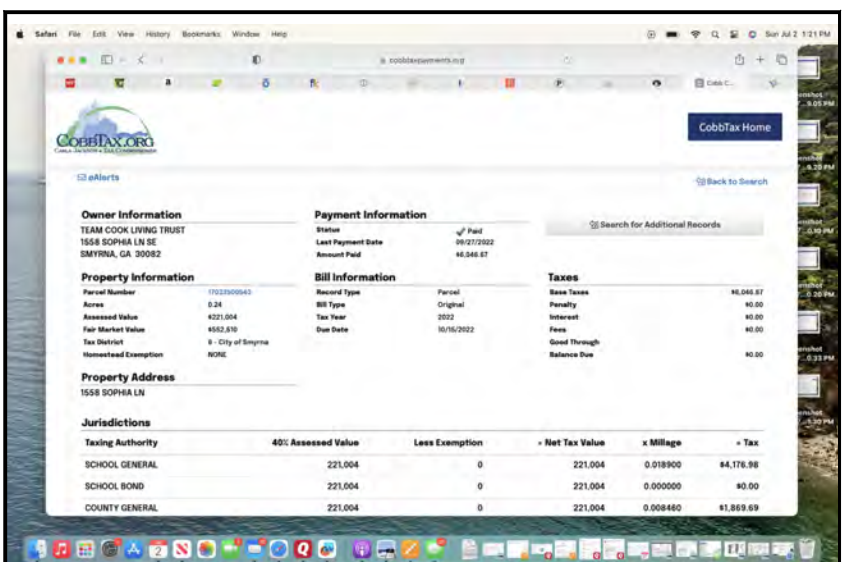 Safari File Edit View History Bookmarks Window Help Sun Jul 2 1:21 PM
cobbtaxpayments.org
COBBTAX.ORG
CobbTax Home
eAlerts
Back to Search
Owner Information
TEAM COOK LIVING TRUST
1558 SOPHIA LN SE
SMYRNA, GA 30082
Payment Information
Status Paid
Last Payment Date 09/27/2022
Amount Paid $6,046.67
Search for Additional Records
Property Information
Parcel Number 17033500540
Acres 0.24
Assessed Value $221,004
Fair Market Value $552,510
Tax District 6 - City of Smyrna
Homestead Exemption NONE
Bill Information
Record Type Parcel
Bill Type Original
Tax Year 2022
Due Date 10/15/2022
Taxes
Base Taxes $6,046.67
Penalty $0.00
Interest $0.00
Fees $0.00
Good Through
Balance Due $0.00
Property Address
1558 SOPHIA LN
Jurisdictions
Taxing Authority 40% Assessed Value Less Exemption = Net Tax Value x Millage = Tax
SCHOOL GENERAL 221,004 0 221,004 0.018900 $4,176.98
SCHOOL BOND 221,004 0 221,004 0.000000 $0.00
COUNTY GENERAL 221,004 0 221,004 0.008460 $1,869.69